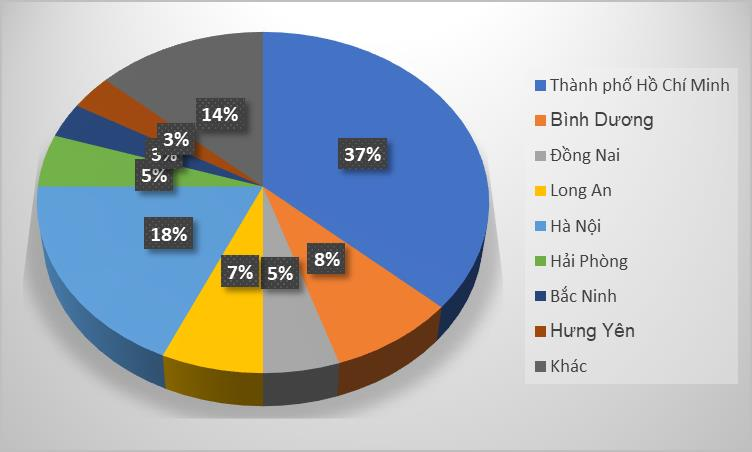 14%
3%
3%
5%
37%
18%
7%
5%
8%
Thành phố Hồ Chí Minh
Bình Dương
Đồng Nai
Long An
Hà Nội
Hải Phòng
Bắc Ninh
Hưng Yên
Khác